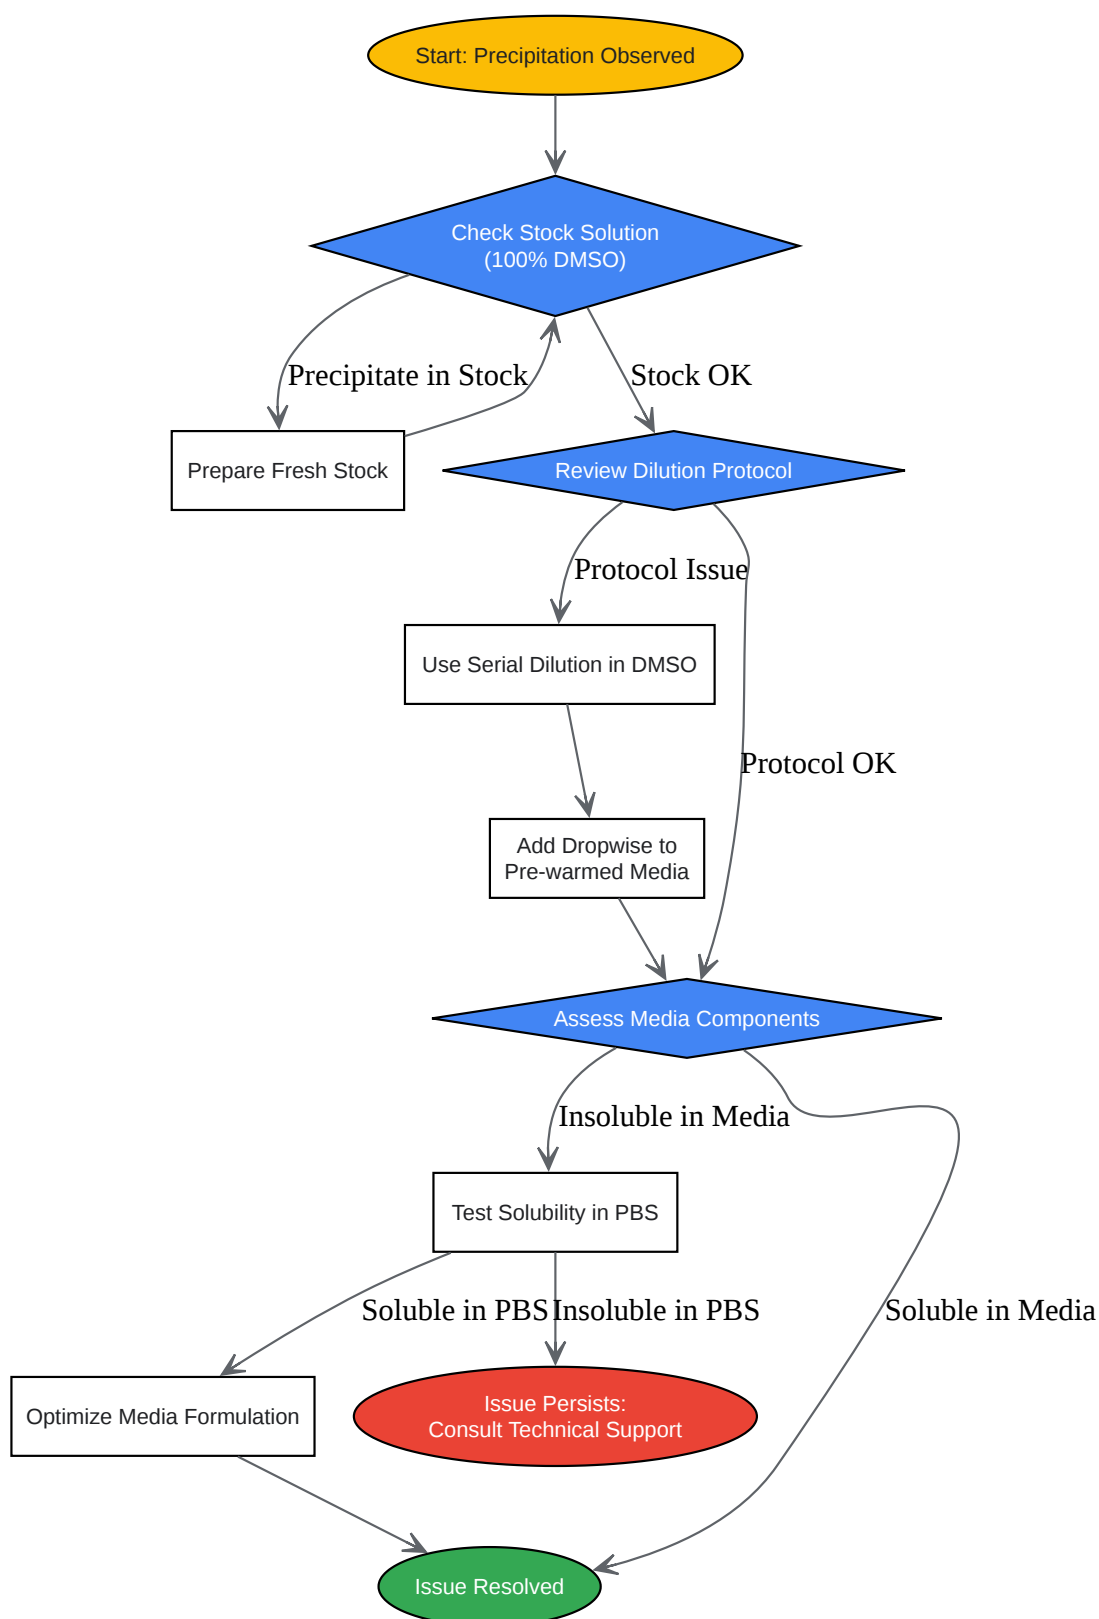 Start: Precipitation Observed
Check Stock Solution
(100% DMSO)
Precipitate in Stock
Stock OK
Prepare Fresh Stock
Review Dilution Protocol
Protocol Issue
Use Serial Dilution in DMSO
Protocol OK
Add Dropwise to
Pre-warmed Media
Assess Media Components
Insoluble in Media
Test Solubility in PBS
Soluble in PBS
Insoluble in PBS
Soluble in Media
Optimize Media Formulation
Issue Persists:
Consult Technical Support
Issue Resolved